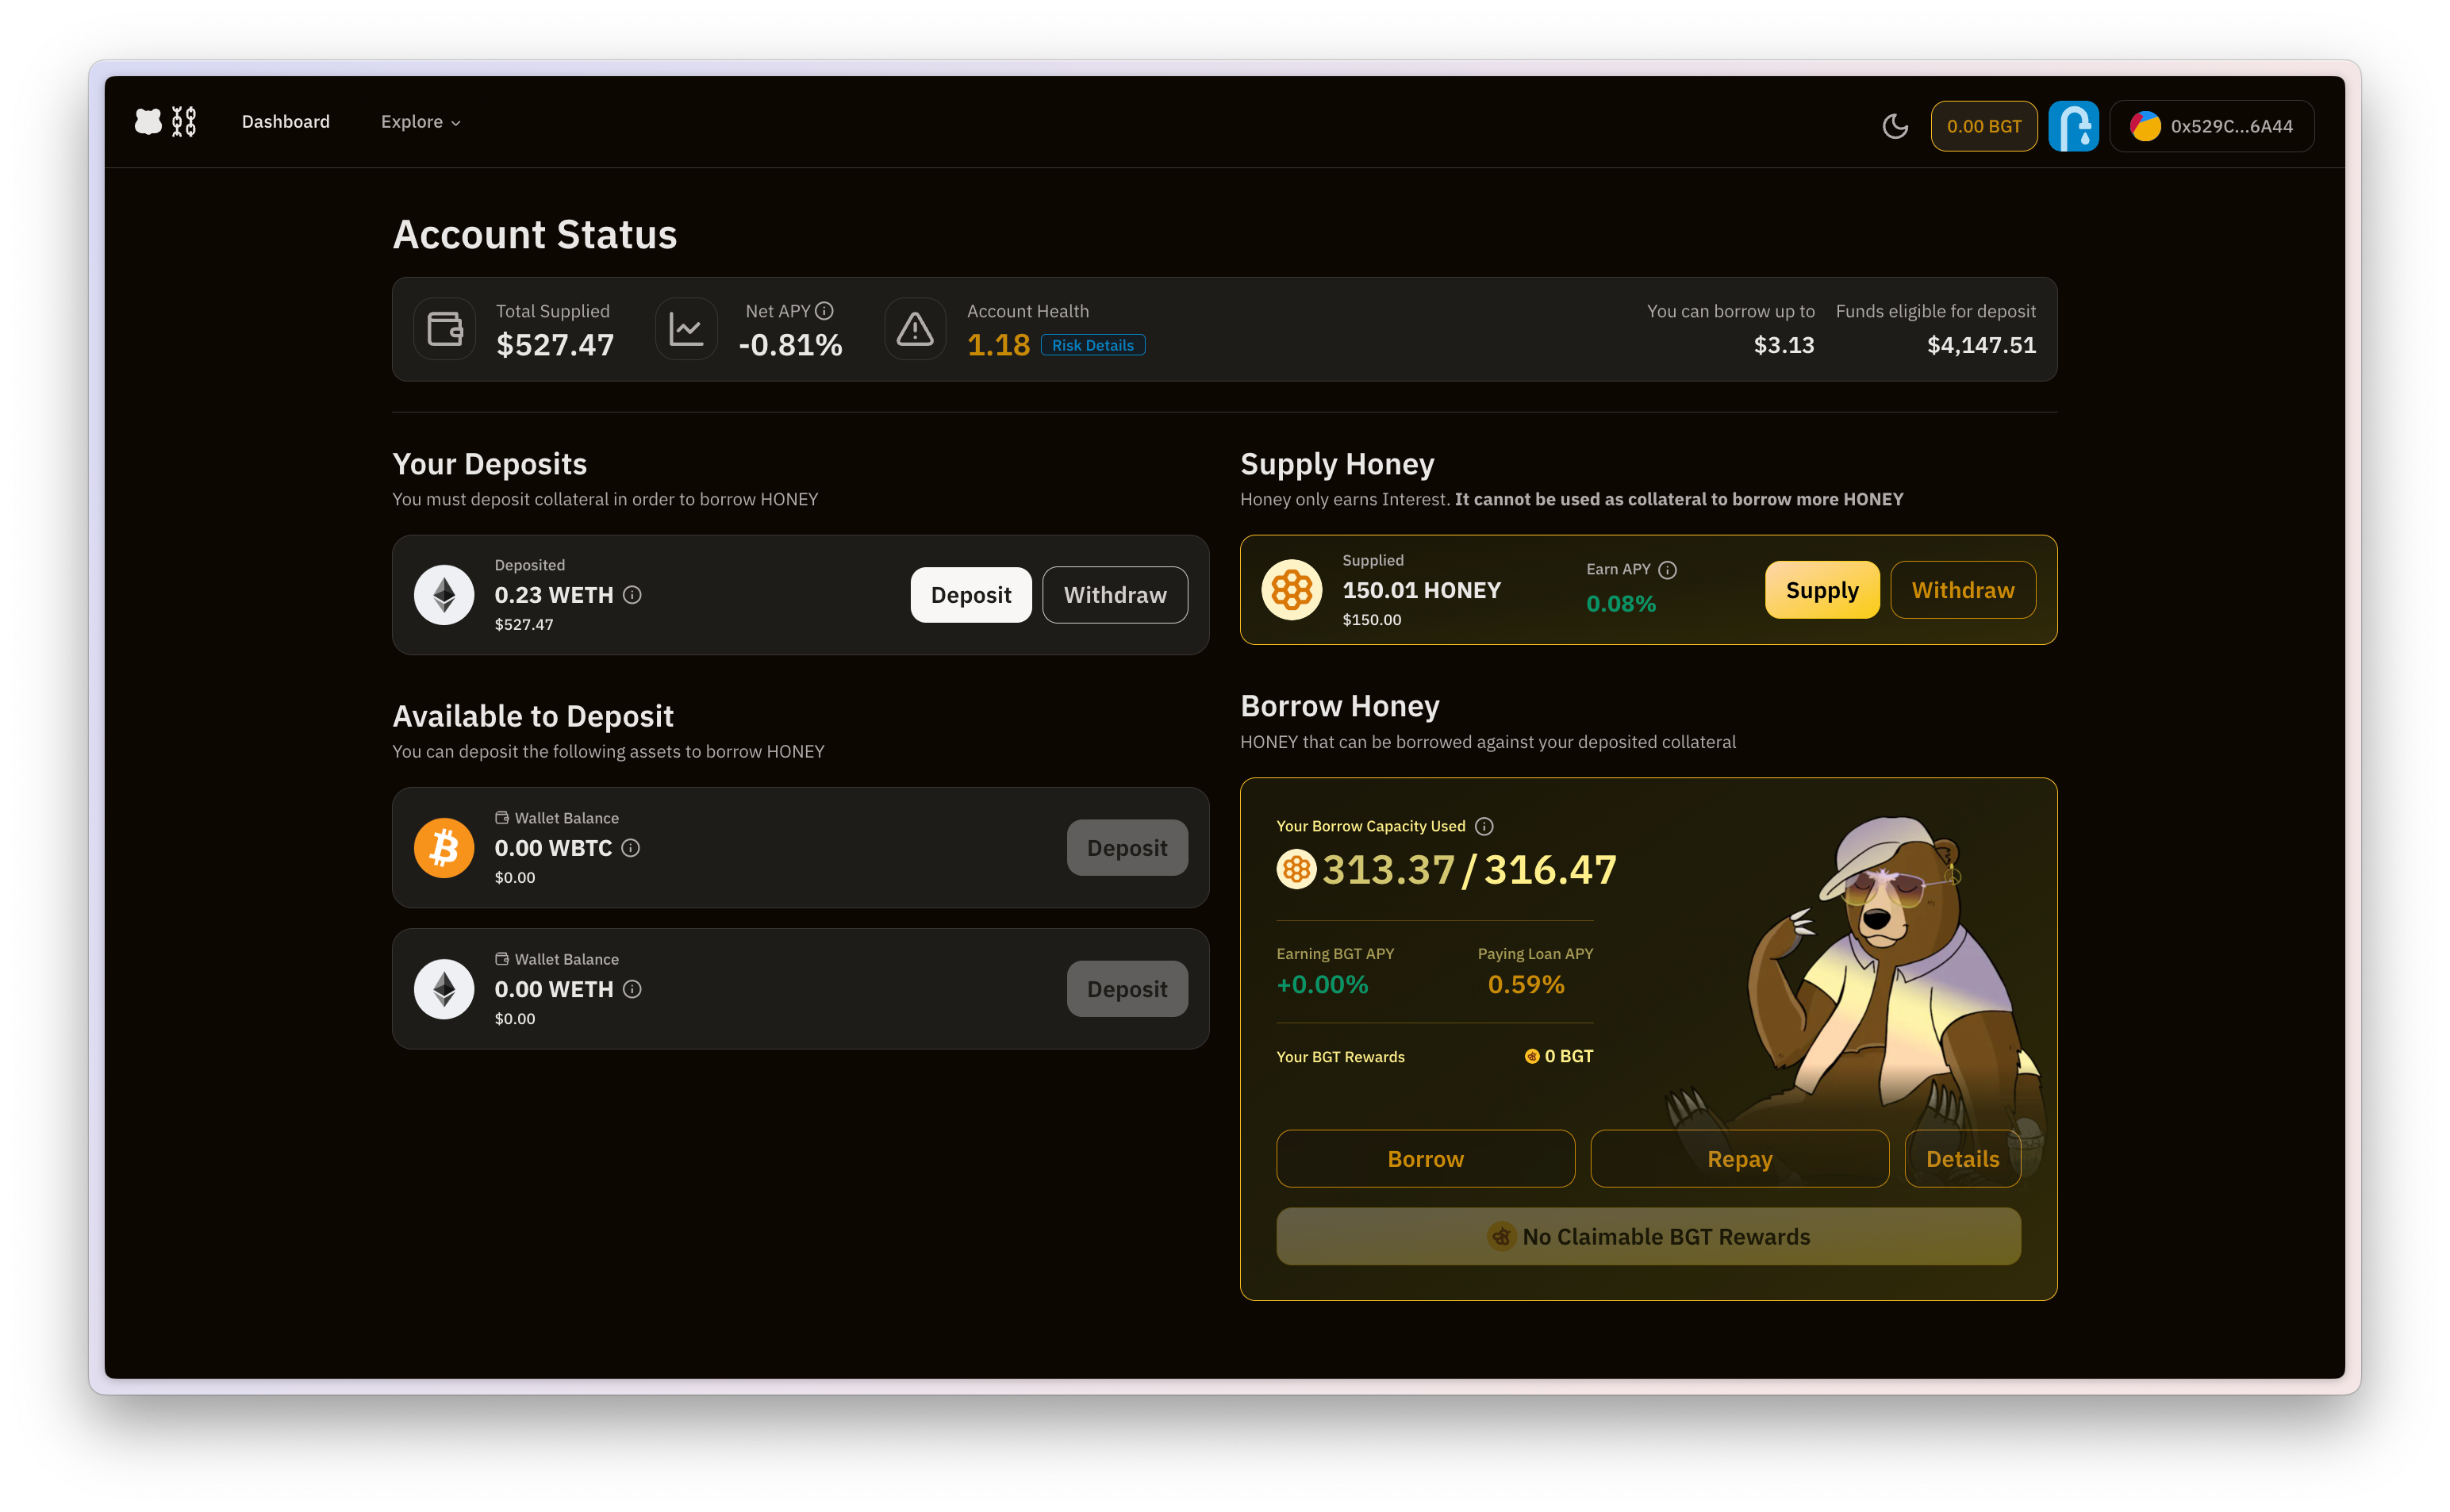 Dashboard
Explore
0.00 BGT
0x529C...6A44
Account Status
Total Supplied
$527.47
Net APY
-0.81%
Account Health
1.18 Risk Details
You can borrow up to
$3.13
Funds eligible for deposit
$4,147.51
Your Deposits
You must deposit collateral in order to borrow HONEY
Deposited
0.23 WETH
$527.47
Deposit
Withdraw
Available to Deposit
You can deposit the following assets to borrow HONEY
Wallet Balance
0.00 WBTC
$0.00
Deposit
Wallet Balance
0.00 WETH
$0.00
Deposit
Supply Honey
Honey only earns Interest. It cannot be used as collateral to borrow more HONEY
Supplied
150.01 HONEY
$150.00
Earn APY
0.08%
Supply
Withdraw
Borrow Honey
HONEY that can be borrowed against your deposited collateral
Your Borrow Capacity Used
313.37 / 316.47
Earning BGT APY
+0.00%
Paying Loan APY
0.59%
Your BGT Rewards
0 BGT
Borrow
Repay
Details
No Claimable BGT Rewards